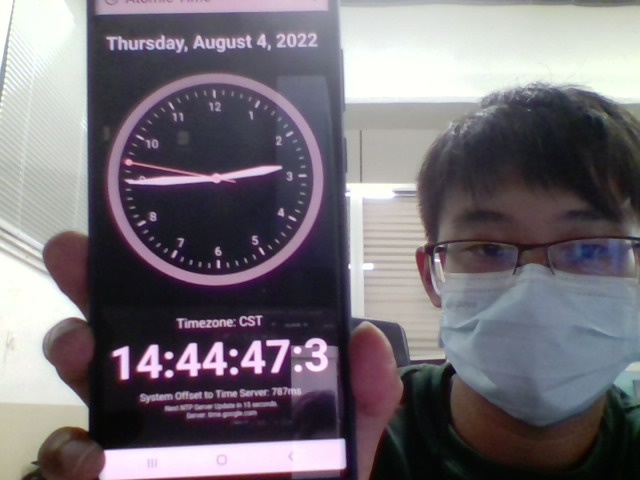 Atomic Time
Thursday, August 4, 2022
12
11
1
10
2
3
8
4
7
5
6
Timezone: CST
14:44:47:3
System Offset to Time Server: 787ms
Next NTP Server Update in 15 seconds.
Server: time.google.com